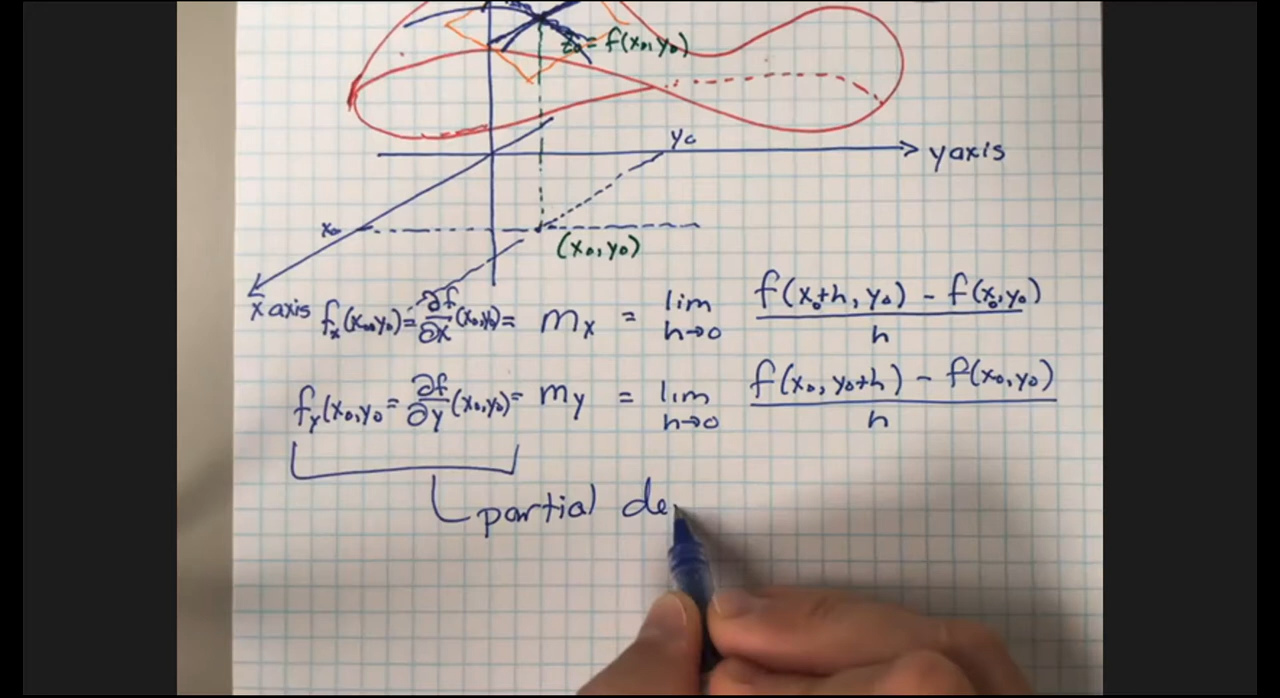 z₀ = f(x₀,y₀)
y₀
y axis
x₀
(x₀,y₀)
x axis
fₓ(x₀,y₀) = ∂f/∂x (x₀,y₀) = mₓ = lim h→0 f(x₀+h, y₀) - f(x₀,y₀) / h
f_y(x₀,y₀ = ∂f/∂y (x₀,y₀) = m_y = lim h→0 f(x₀, y₀+h) - f(x₀,y₀) / h
partial de